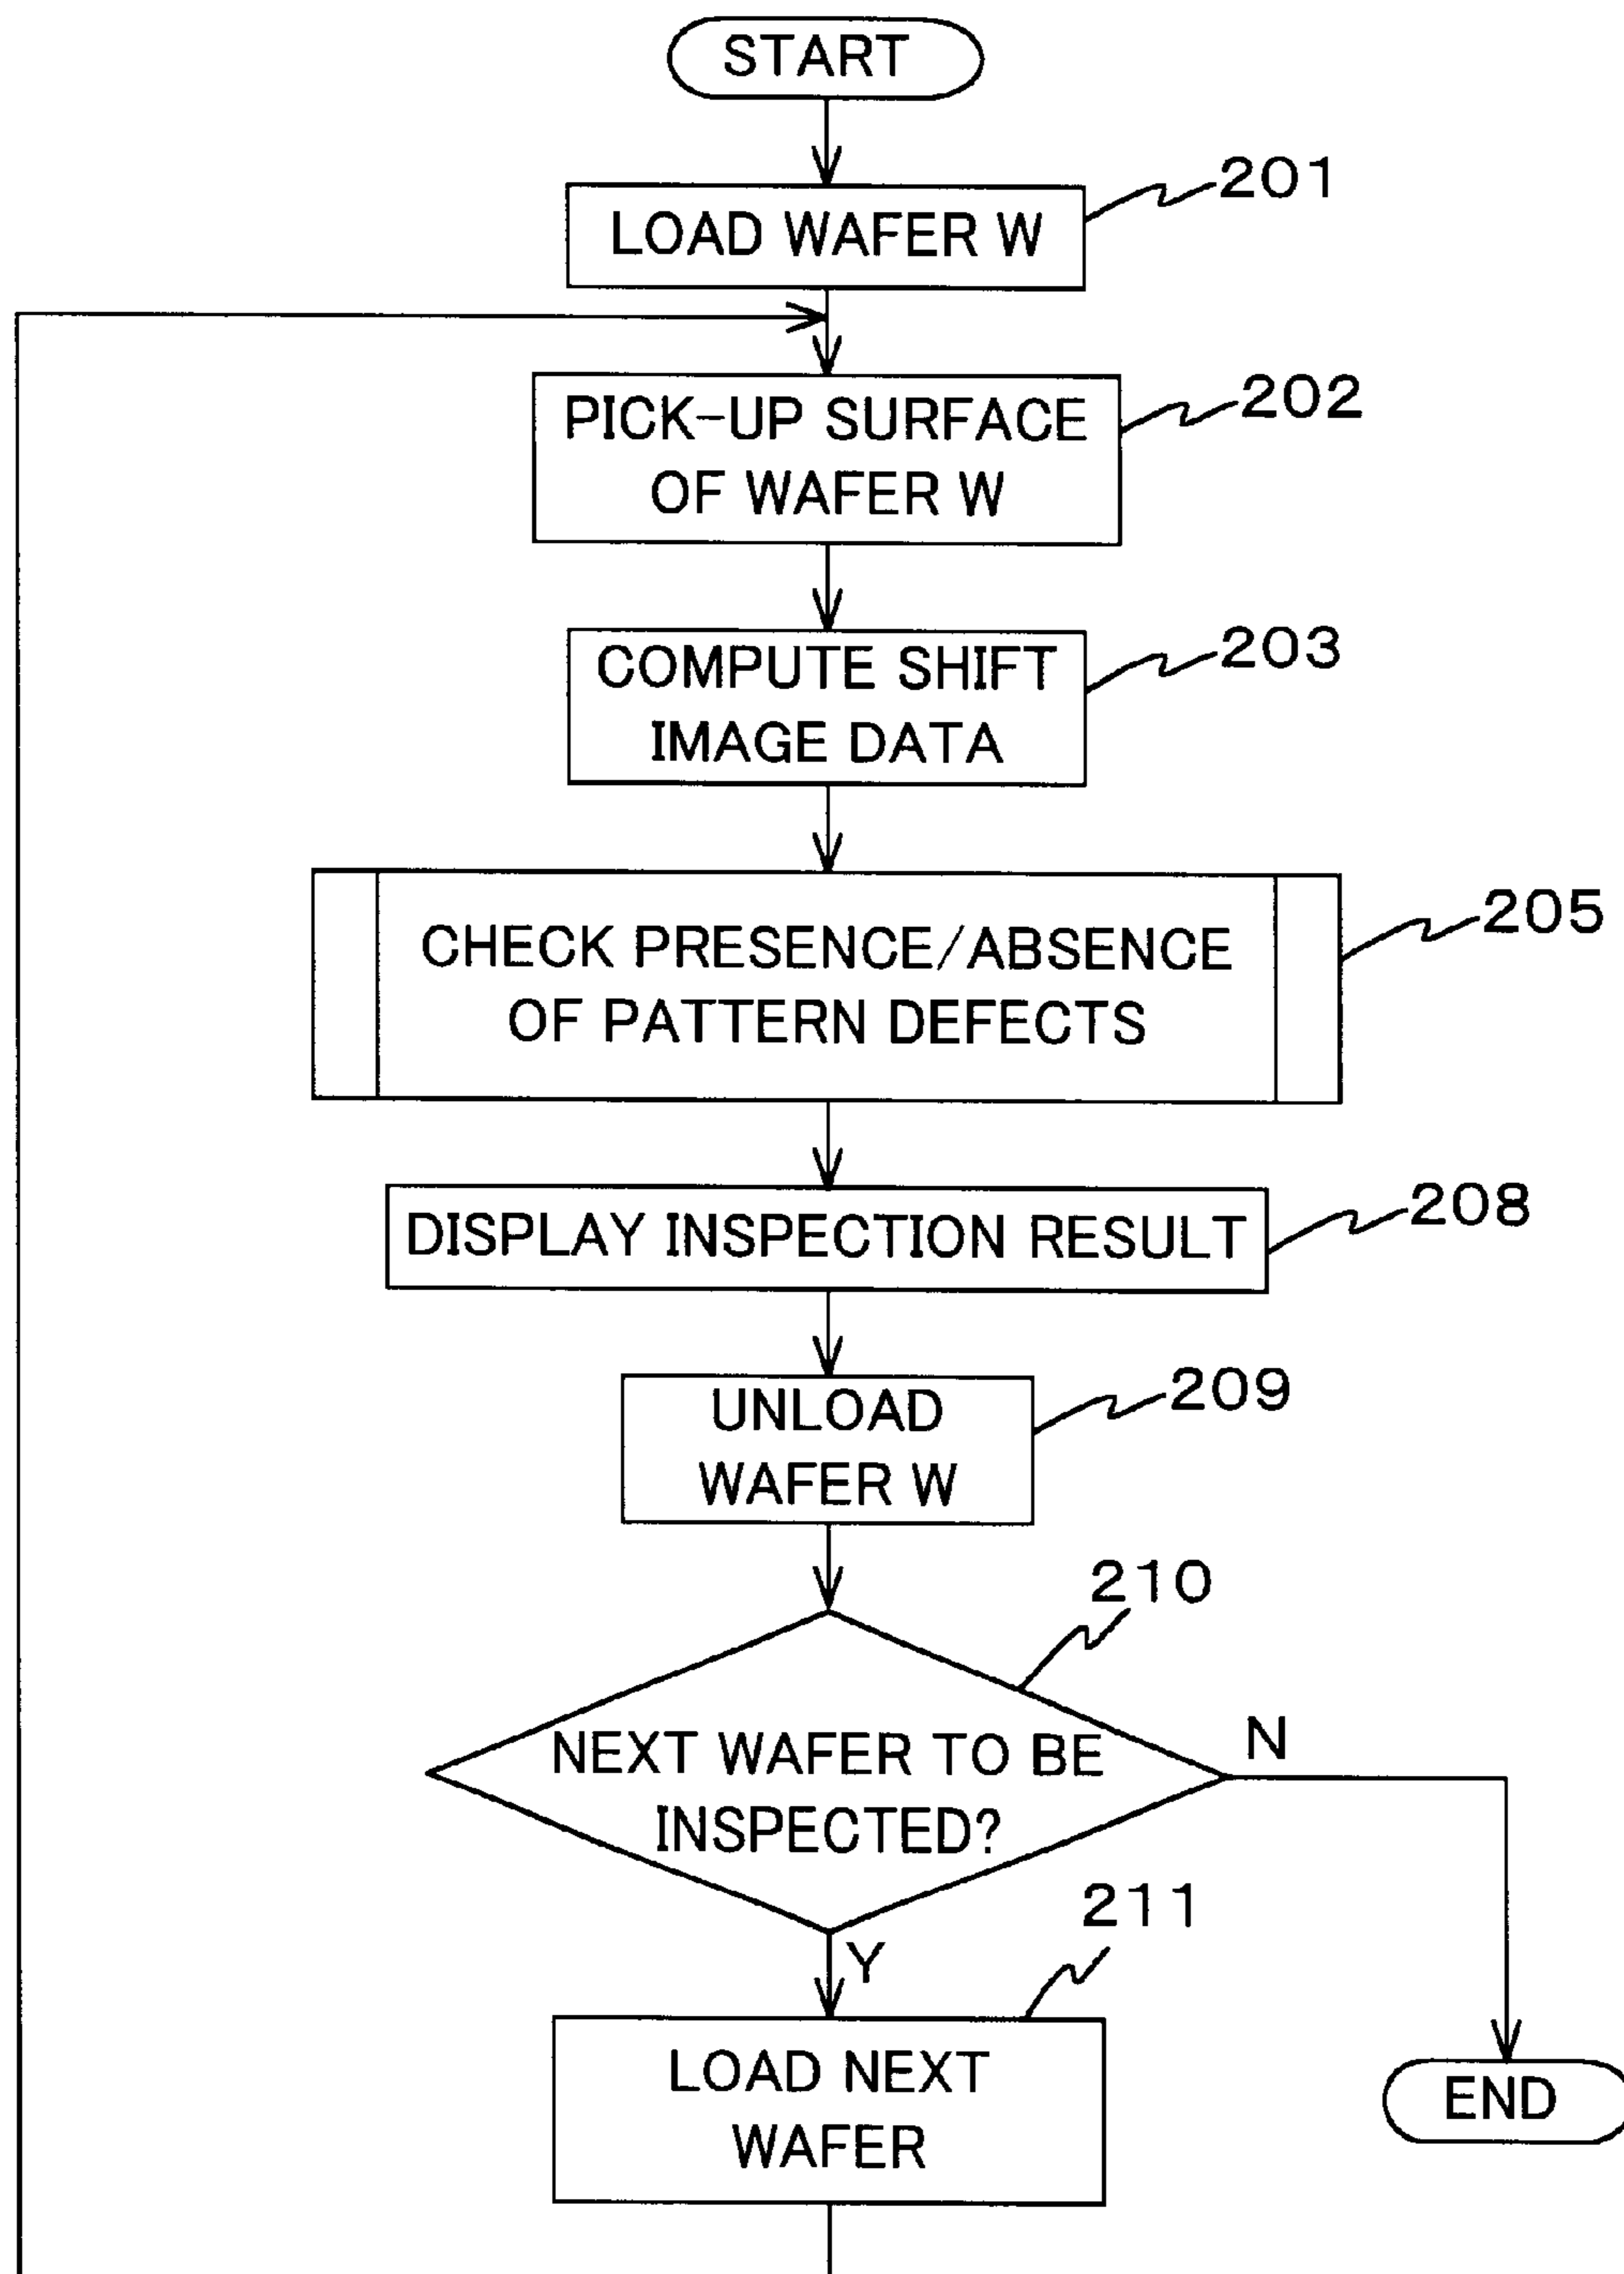 START
201
LOAD WAFER W
202
PICK-UP SURFACE
OF WAFER W
203
COMPUTE SHIFT
IMAGE DATA
205
CHECK PRESENCE/ABSENCE
OF PATTERN DEFECTS
208
DISPLAY INSPECTION RESULT
209
UNLOAD
WAFER W
210
NEXT WAFER TO BE
INSPECTED?
N
Y
211
LOAD NEXT
WAFER
END